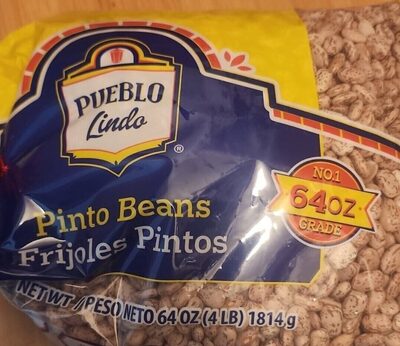 PUEBLO
Lindo
®
Pinto Beans
Frijoles Pintos
NO.1
64OZ
GRADE
NET WT./PESO NETO 64 OZ (4 LB) 1814 g